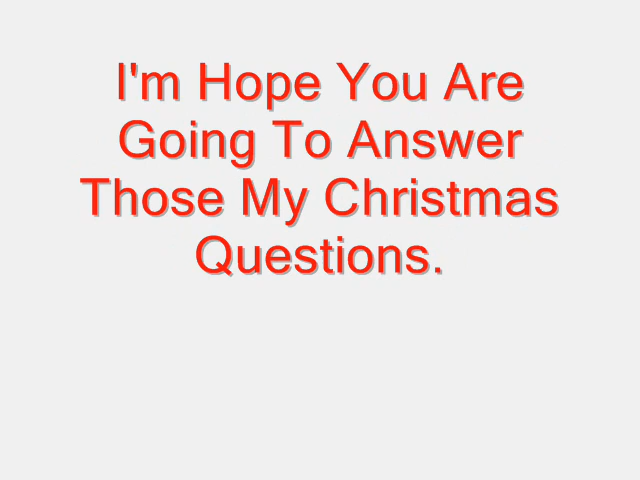 I'm Hope You Are
Going To Answer
Those My Christmas
Questions.